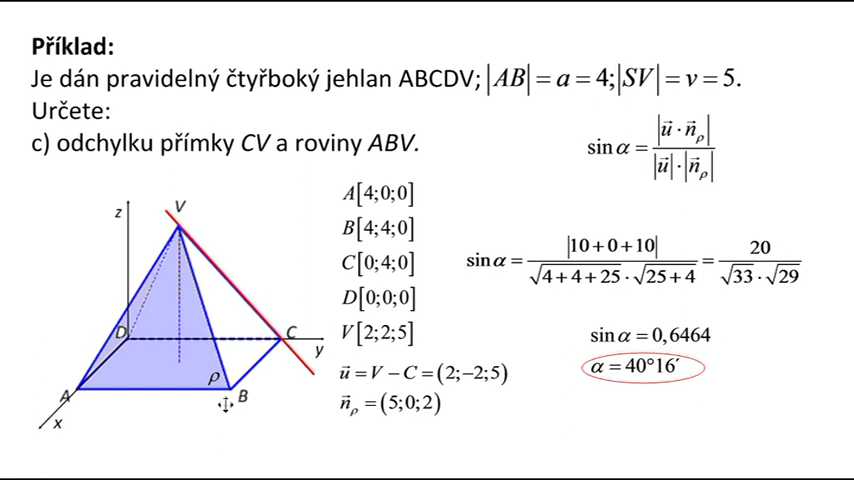 Příklad:
Je dán pravidelný čtyřboký jehlan ABCDV; |AB| = a = 4; |SV| = v = 5.
Určete:
c) odchylku přímky CV a roviny ABV.
sin α = |u⃗ · n⃗ρ| / |u⃗| · |n⃗ρ|
A[4;0;0]
B[4;4;0]
C[0;4;0]
D[0;0;0]
V[2;2;5]
u⃗ = V − C = (2;−2;5)
n⃗ρ = (5;0;2)
sin α = |10 + 0 + 10| / √(4 + 4 + 25) · √(25 + 4) = 20 / √33 · √29
sin α = 0,6464
α = 40°16′
z
V
D
C
y
ρ
A
B
x